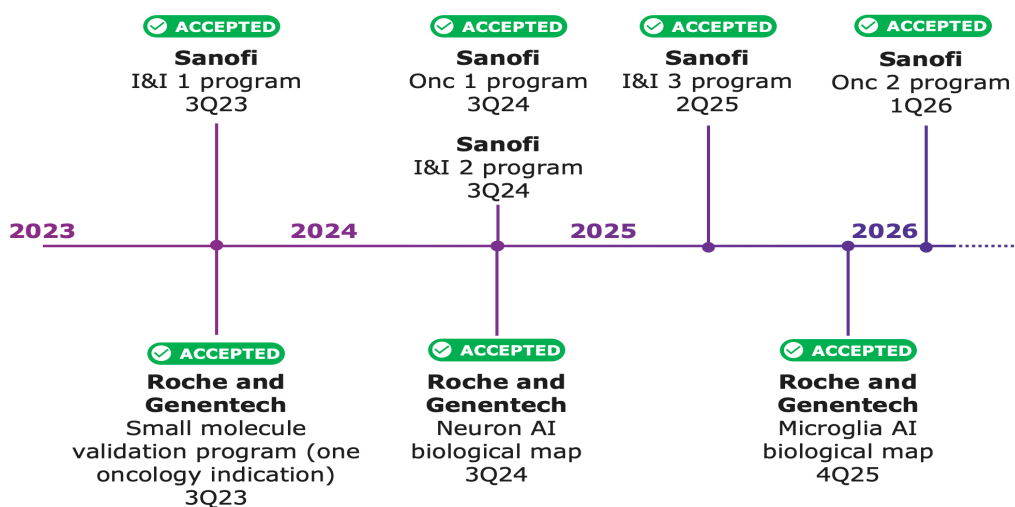 ACCEPTED
Sanofi
I&I 1 program
3Q23
ACCEPTED
Sanofi
Onc 1 program
3Q24
Sanofi
I&I 2 program
3Q24
ACCEPTED
Sanofi
I&I 3 program
2Q25
ACCEPTED
Sanofi
Onc 2 program
1Q26
2023
2024
2025
2026
ACCEPTED
Roche and
Genentech
Small molecule
validation program (one
oncology indication)
3Q23
ACCEPTED
Roche and
Genentech
Neuron AI
biological map
3Q24
ACCEPTED
Roche and
Genentech
Microglia AI
biological map
4Q25